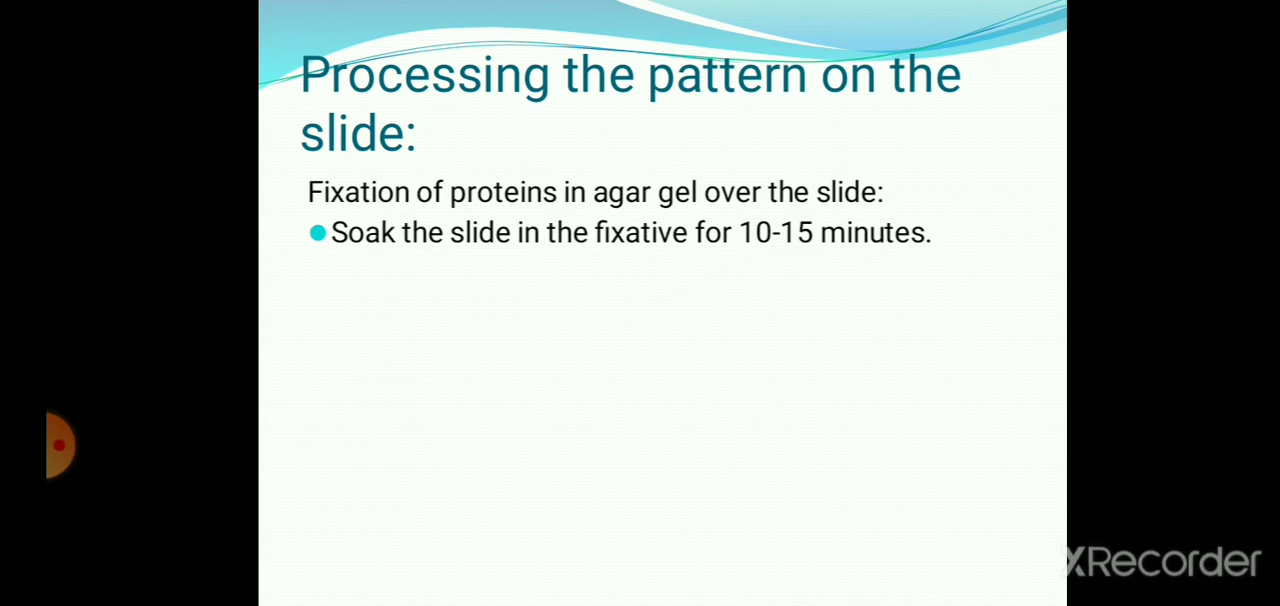 Processing the pattern on the
slide:
Fixation of proteins in agar gel over the slide:
Soak the slide in the fixative for 10-15 minutes.
XRecorder